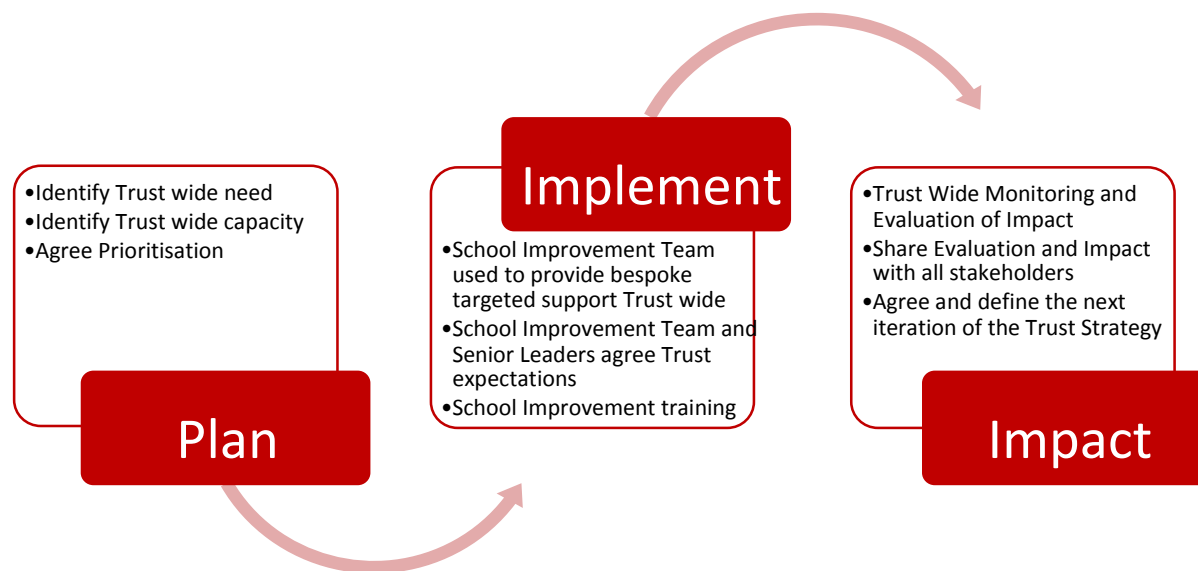 •Identify Trust wide need
•Identify Trust wide capacity
•Agree Prioritisation
Plan
Implement
•School Improvement Team
used to provide bespoke
targeted support Trust wide
•School Improvement Team and
Senior Leaders agree Trust
expectations
•School Improvement training
•Trust Wide Monitoring and
Evaluation of Impact
•Share Evaluation and Impact
with all stakeholders
•Agree and define the next
iteration of the Trust Strategy
Impact